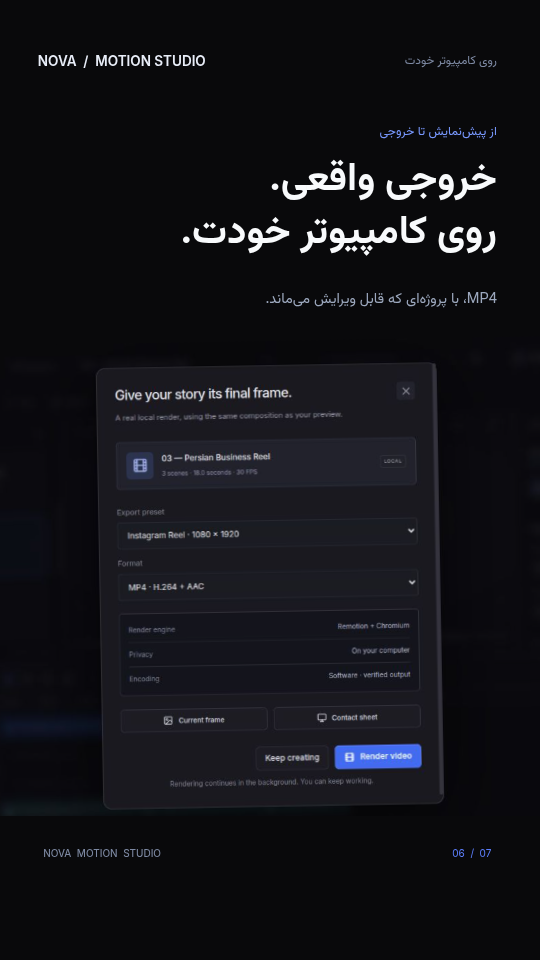 NOVA / MOTION STUDIO
روی کامپیوتر خودت
از پیش‌نمایش تا خروجی
خروجی واقعی.
روی کامپیوتر خودت.
MP4، با پروژه‌ای که قابل ویرایش می‌ماند.
Give your story its final frame.
A real local render, using the same composition as your preview.
03 — Persian Business Reel
3 scenes · 18.0 seconds · 30 FPS
LOCAL
Export preset
Instagram Reel · 1080 × 1920
Format
MP4 · H.264 + AAC
Render engine
Remotion + Chromium
Privacy
On your computer
Encoding
Software · verified output
Current frame
Contact sheet
Keep creating
Render video
Rendering continues in the background. You can keep working.
NOVA MOTION STUDIO
06 / 07